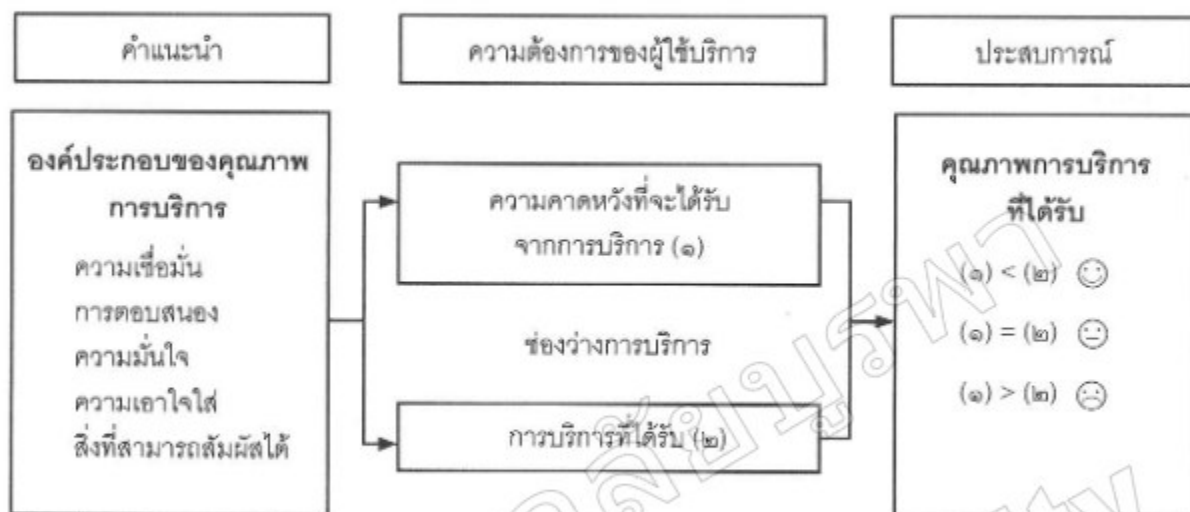 คำแนะนำ
ความต้องการของผู้ใช้บริการ
ประสบการณ์
องค์ประกอบของคุณภาพ
การบริการ
ความเชื่อมั่น
การตอบสนอง
ความมั่นใจ
ความเอาใจใส่
สิ่งที่สามารถสัมผัสได้
ความคาดหวังที่จะได้รับ
จากการบริการ (๑)
ช่องว่างการบริการ
การบริการที่ได้รับ (๒)
คุณภาพการบริการ
ที่ได้รับ
(๑) < (๒)
(๑) = (๒)
(๑) > (๒)